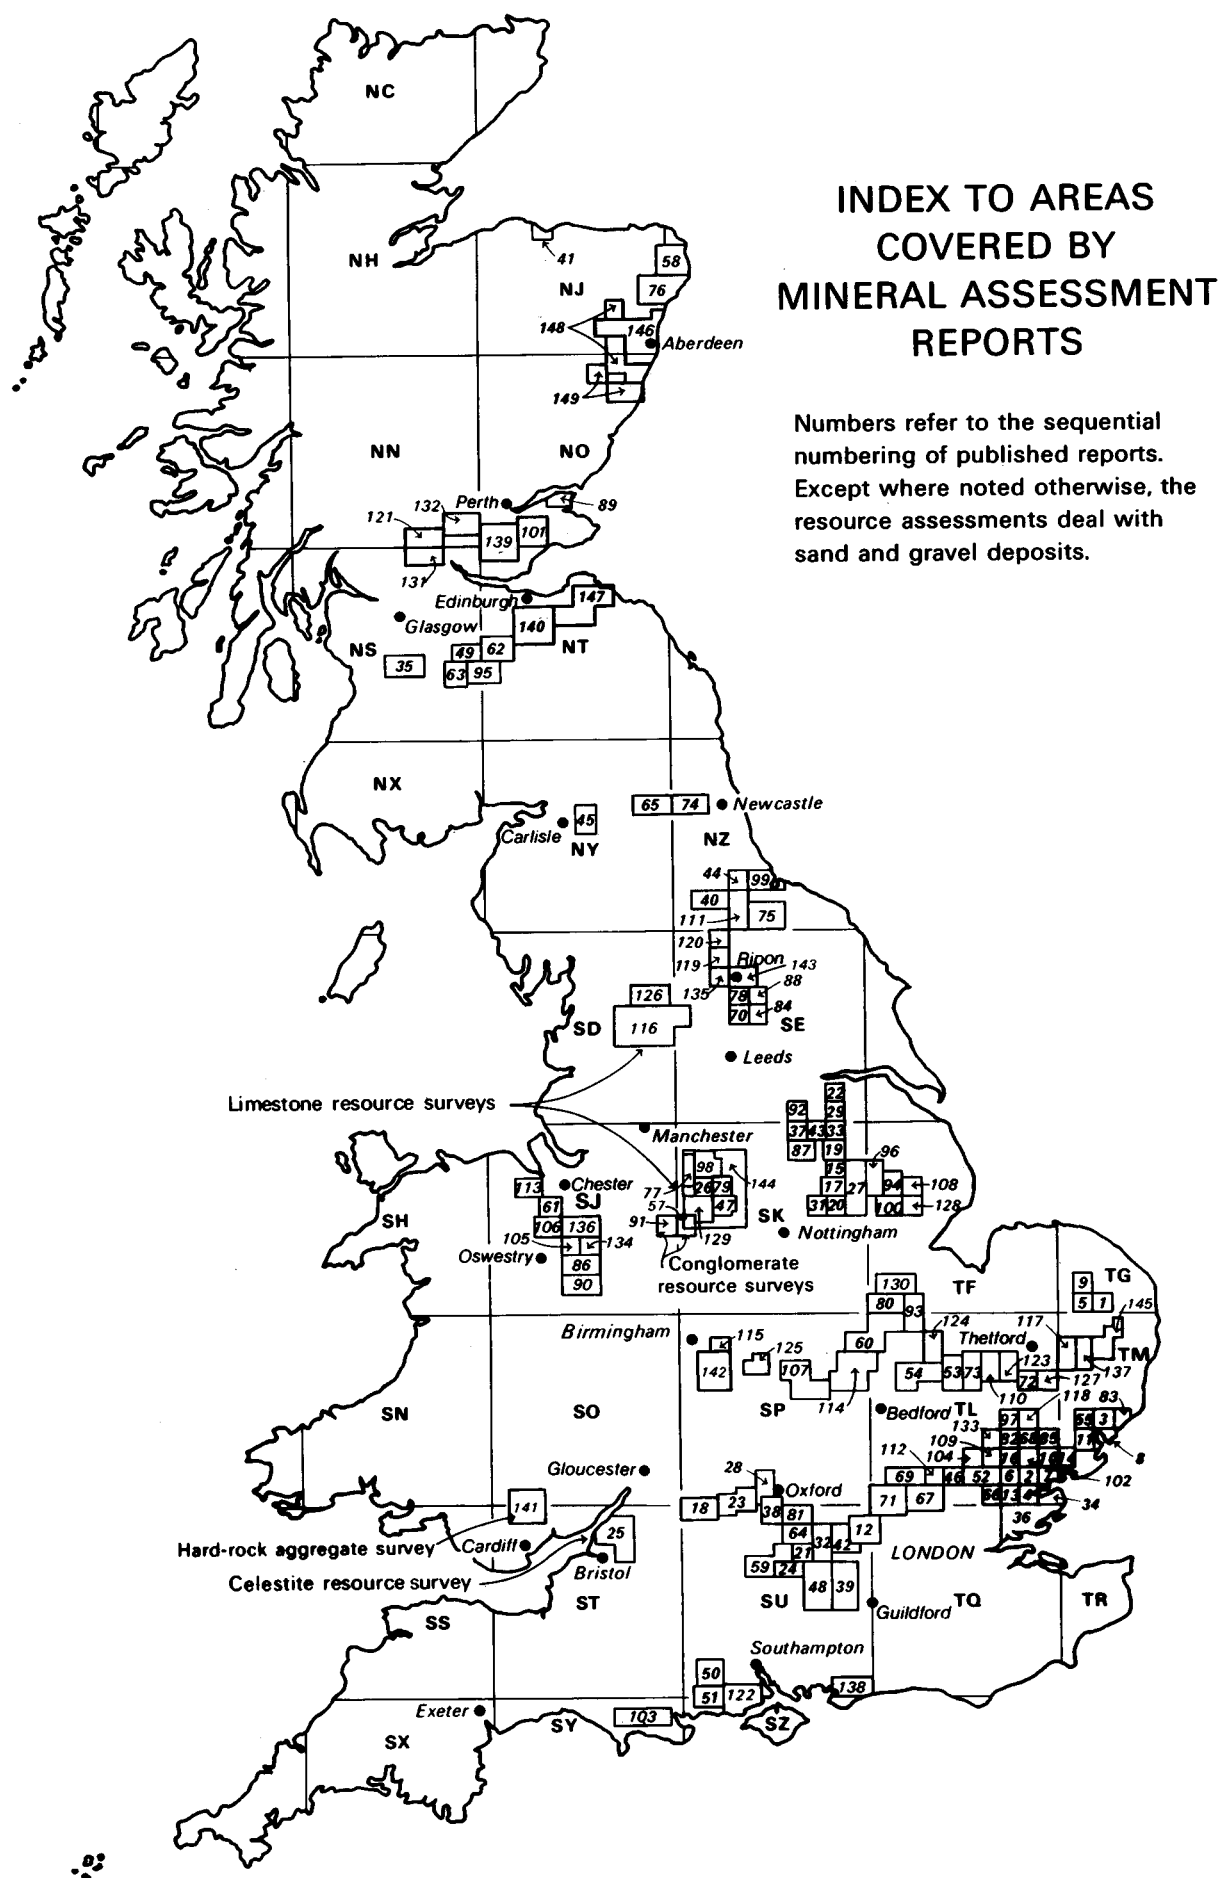 INDEX TO AREAS
COVERED BY
MINERAL ASSESSMENT
REPORTS
Numbers refer to the sequential
numbering of published reports.
Except where noted otherwise, the
resource assessments deal with
sand and gravel deposits.
NC
NH
41
58
NJ
76
148
146
Aberdeen
149
NN
NO
Perth
89
132
121
139
101
131
Edinburgh
147
Glasgow
140
NS
49
62
NT
35
63
95
NX
65
74
Newcastle
45
Carlisle
NY
NZ
44
99
40
111
75
120
Ripon
119
143
135
88
126
78
84
70
SD
116
SE
Leeds
Limestone resource surveys
22
92
29
37
43
33
Manchester
87
19
96
98
144
15
113
Chester
77
26
79
17
27
94
108
SJ
61
57
47
31
20
100
128
SH
106
136
91
SK
129
Nottingham
105
134
Oswestry
86
Conglomerate
resource surveys
90
130
TF
9
TG
80
93
5
1
145
Birmingham
115
124
117
60
Thetford
125
TM
142
107
54
53
73
123
137
72
127
SP
114
110
118
83
SN
SO
Bedford
TL
97
3
133
109
11
8
112
104
28
69
46
52
6
2
102
Gloucester
Oxford
141
18
23
38
71
67
13
4
34
81
36
Hard-rock aggregate survey
Cardiff
25
64
32
12
42
LONDON
21
Celestite resource survey
Bristol
59
24
48
39
ST
SU
Guildford
TQ
TR
SS
Southampton
50
51
122
138
Exeter
103
SY
SZ
SX